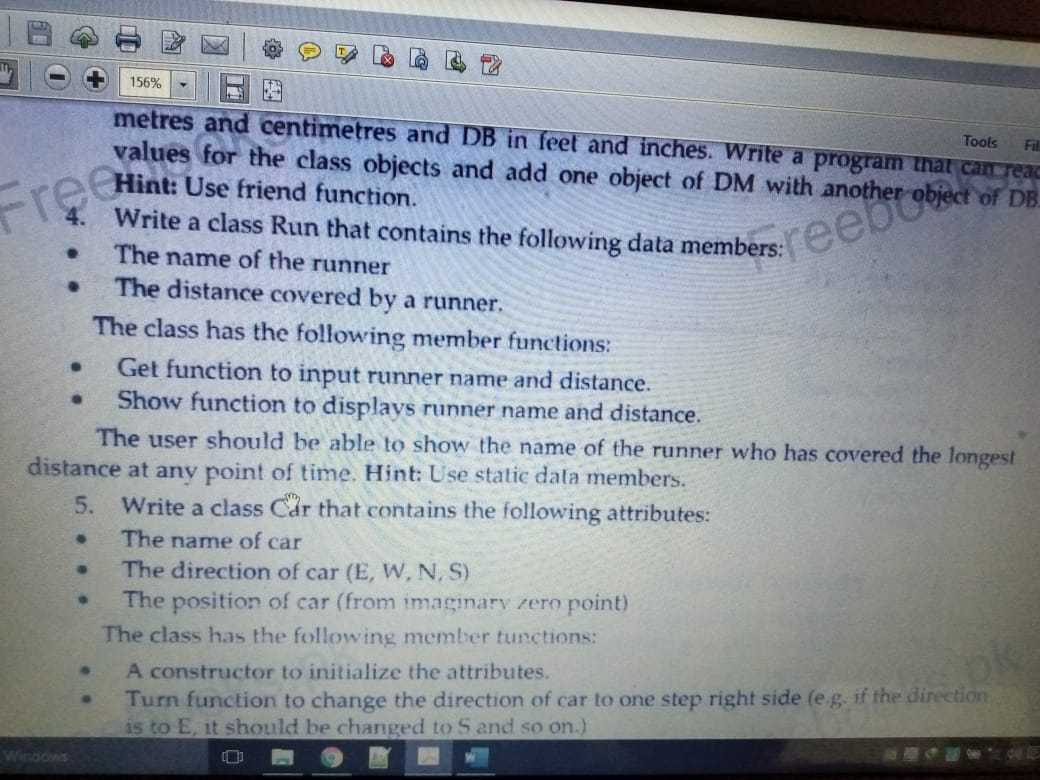 156%
Tools
metres and centimetres and DB in feet and inches. Write a program that can read
values for the class objects and add one object of DM with another object of DB.
Hint: Use friend function.
4. Write a class Run that contains the following data members:
• The name of the runner
• The distance covered by a runner.
The class has the following member functions:
• Get function to input runner name and distance.
• Show function to displays runner name and distance.
The user should be able to show the name of the runner who has covered the longest
distance at any point of time. Hint: Use static data members.
5. Write a class Car that contains the following attributes:
• The name of car
• The direction of car (E, W, N, S)
• The position of car (from imaginary zero point)
The class has the following member functions:
• A constructor to initialize the attributes.
• Turn function to change the direction of car to one step right side (e.g. if the direction
is to E, it should be changed to S and so on.)
Windows